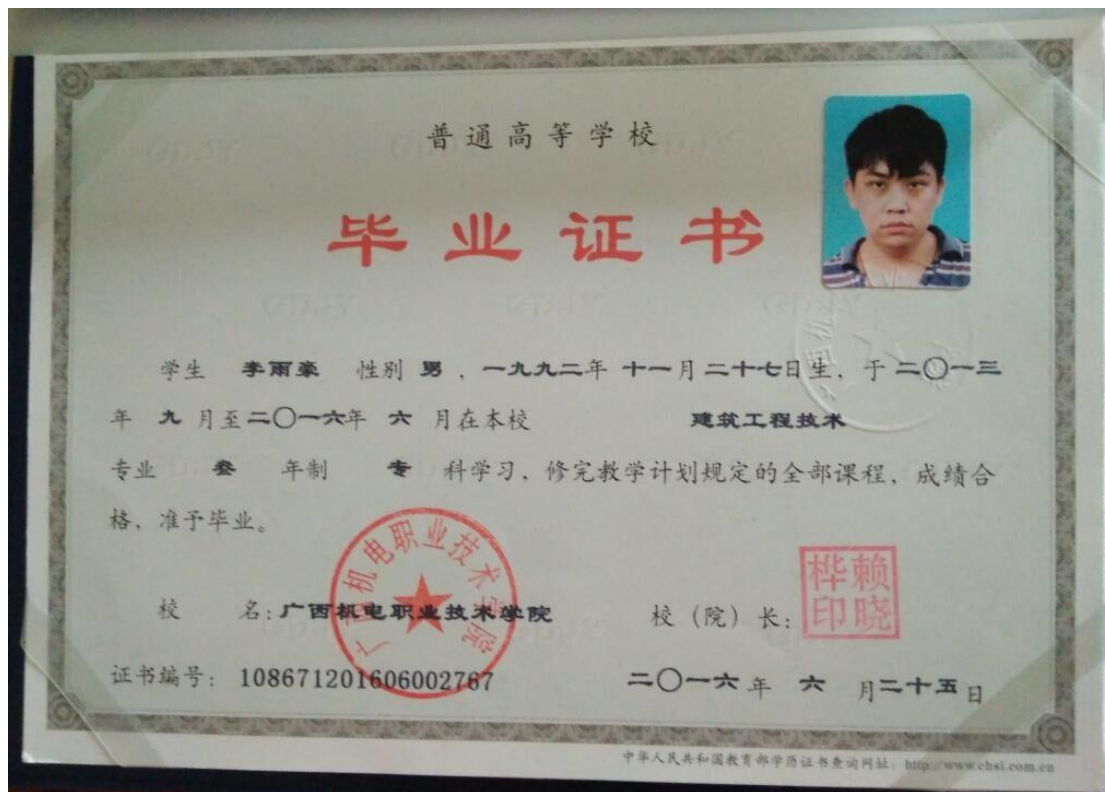 普通高等学校
毕业证书
学生 李雨豪 性别 男 ，一九九二年 十一月二十七日生，于二〇一三
年 九 月至二〇一六年 六 月在本校 建筑工程技术
专业 叁 年制 专 科学习，修完教学计划规定的全部课程，成绩合
格，准予毕业。
广西机电职业技术学院
校 名：广西机电职业技术学院 校（院）长：
赖晓桦印
证书编号： 108671201606002767 二〇一六年 六 月二十五日
中华人民共和国教育部学历证书查询网址：http://www.chsi.com.cn